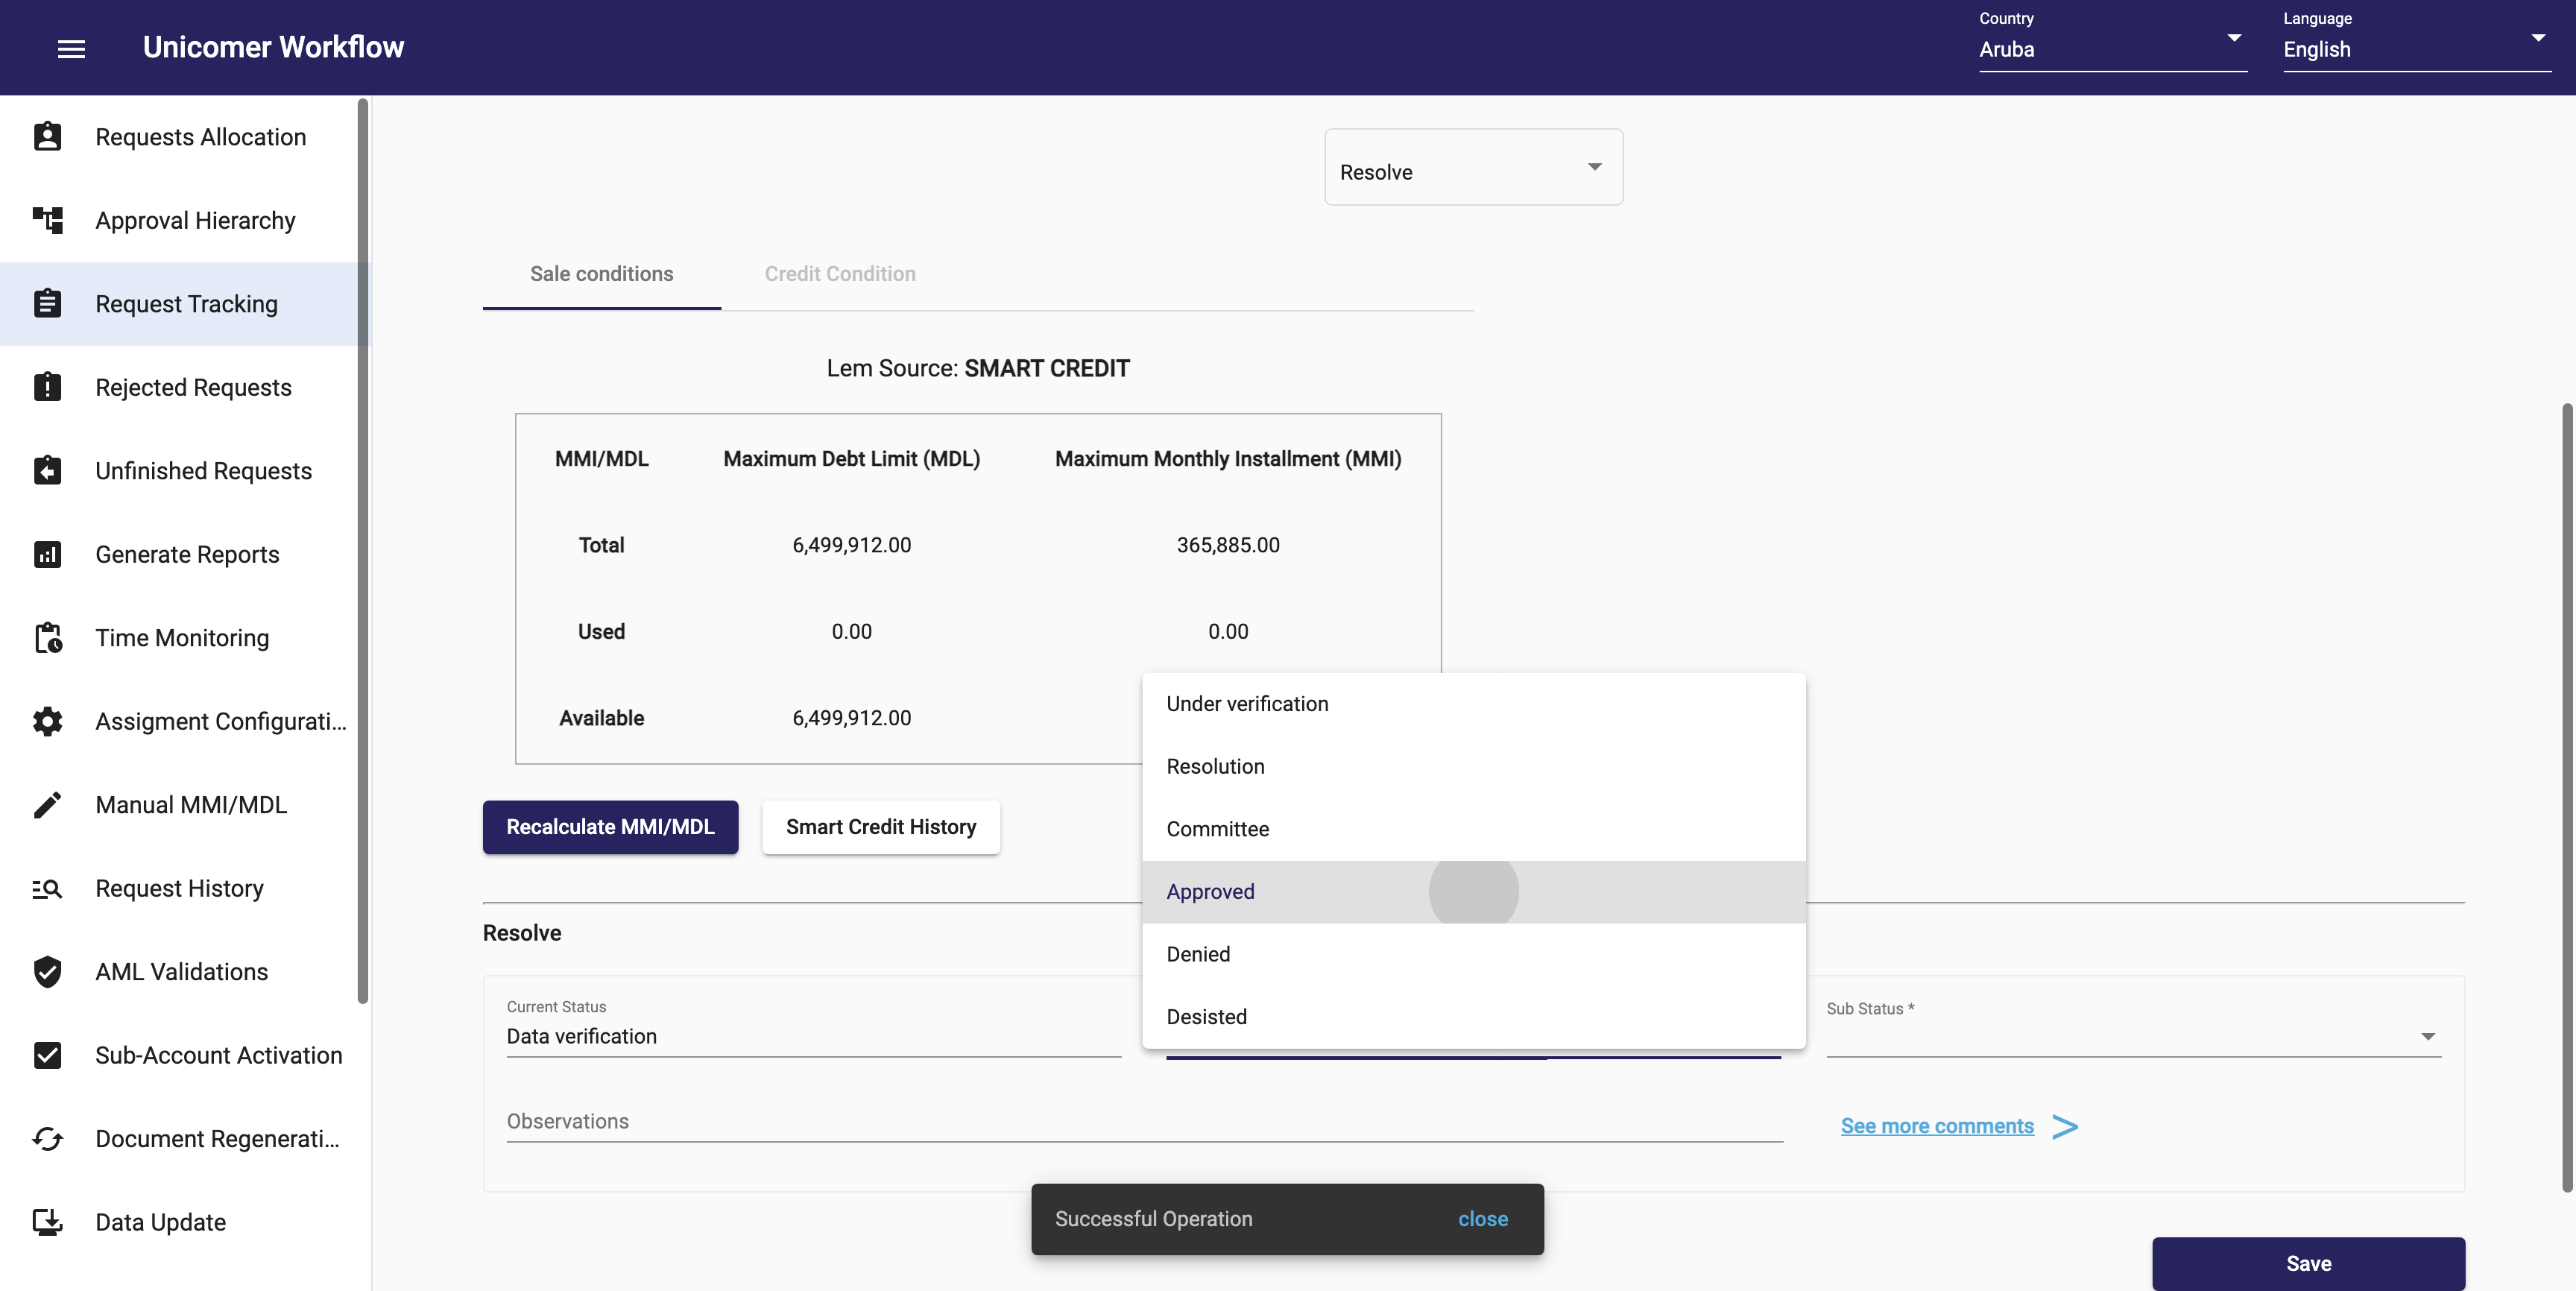 Unicomer Workflow
Country
Aruba
Language
English
Requests Allocation
Approval Hierarchy
Request Tracking
Rejected Requests
Unfinished Requests
Generate Reports
Time Monitoring
Assigment Configurati...
Manual MMI/MDL
Request History
AML Validations
Sub-Account Activation
Document Regenerati...
Data Update
Resolve
Sale conditions
Credit Condition
Lem Source: SMART CREDIT
MMI/MDL Maximum Debt Limit (MDL) Maximum Monthly Installment (MMI)
Total 6,499,912.00 365,885.00
Used 0.00 0.00
Available 6,499,912.00
Recalculate MMI/MDL
Smart Credit History
Under verification
Resolution
Committee
Approved
Denied
Desisted
Resolve
Current Status
Data verification
Sub Status *
Observations
See more comments
Successful Operation
close
Save